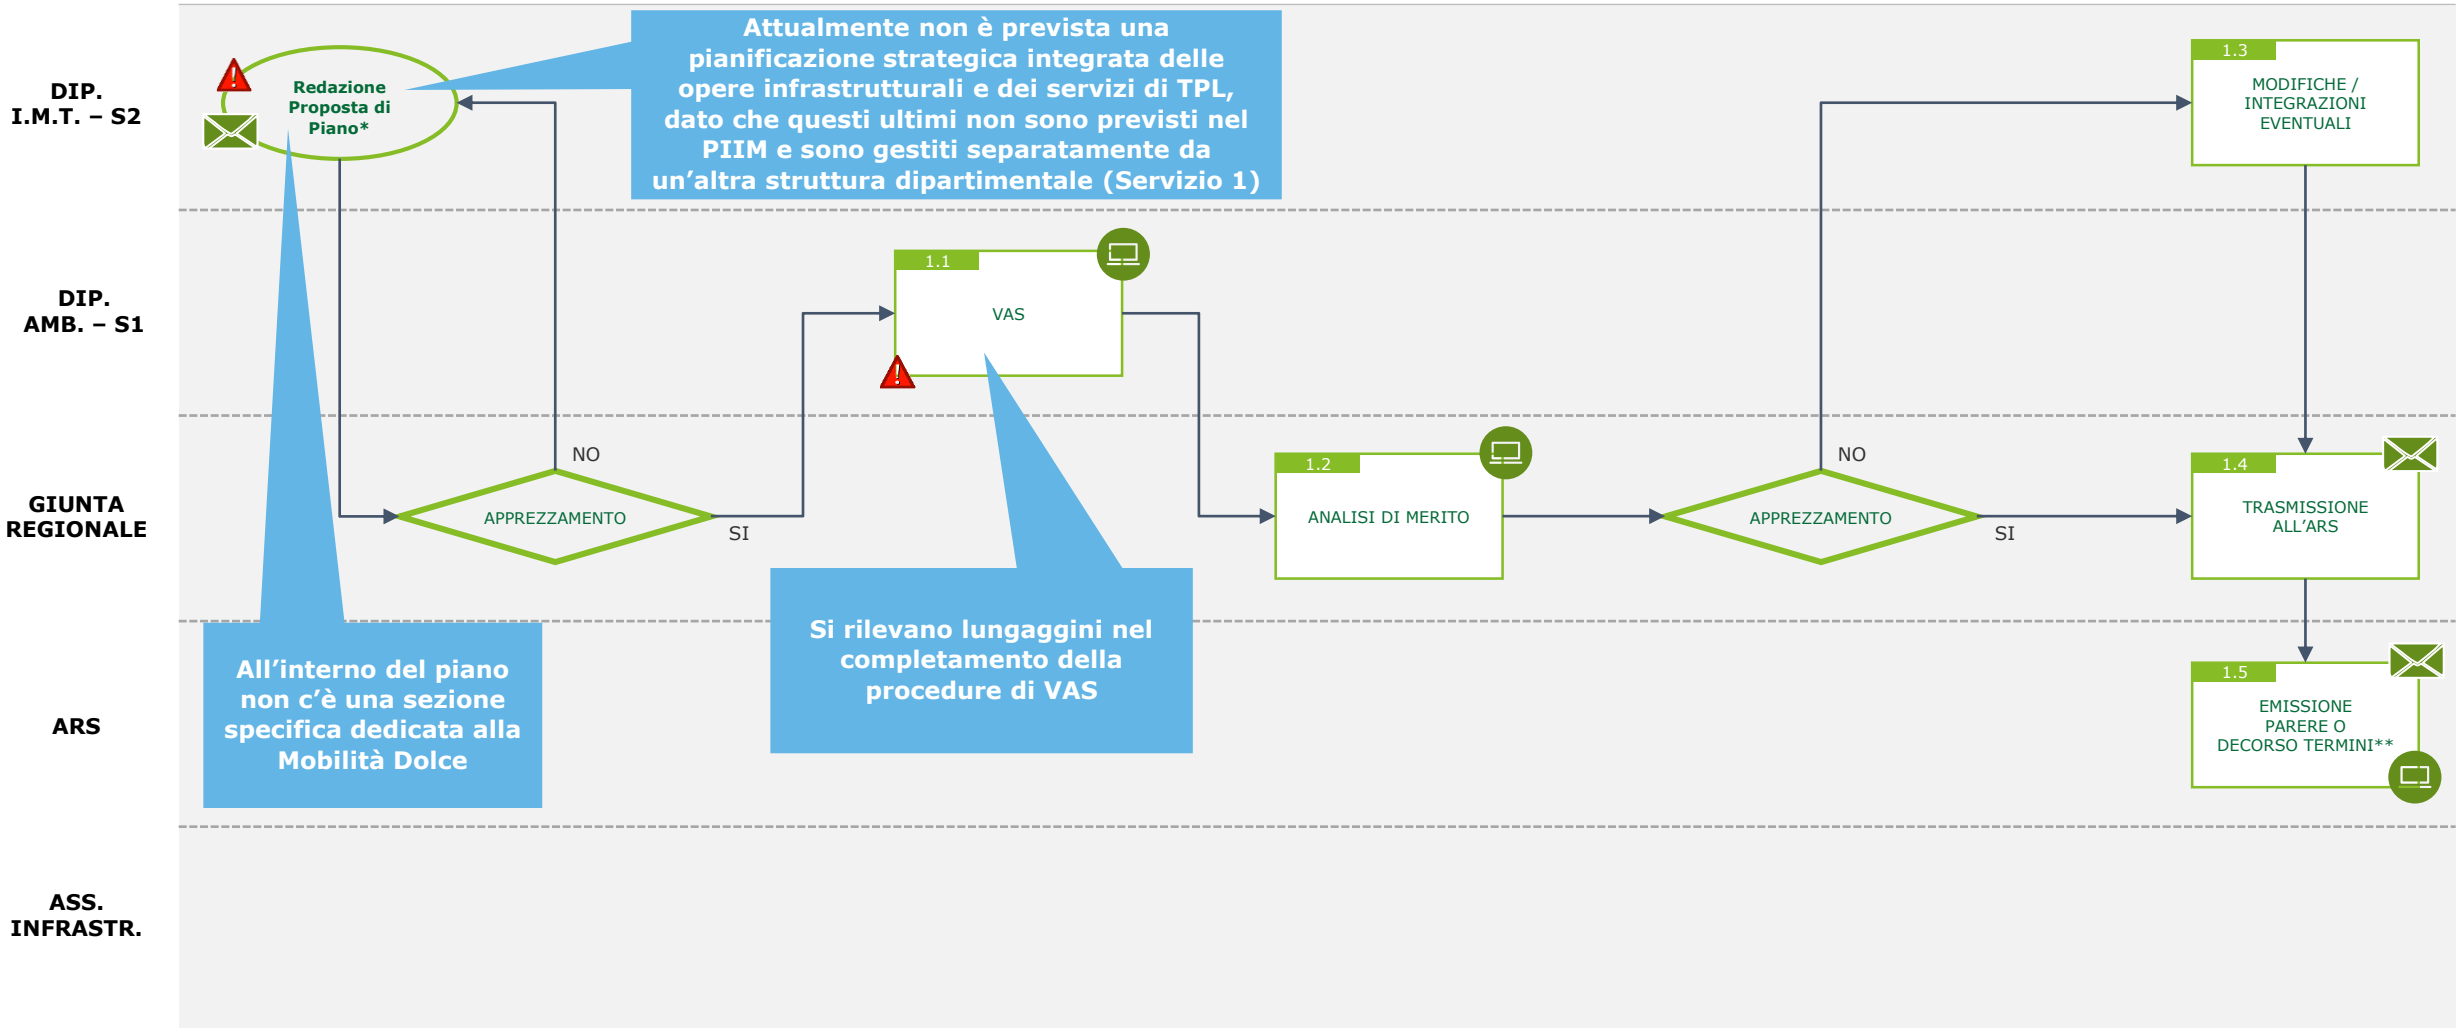 DIP.
I.M.T. – S2
Redazione
Proposta di
Piano*
Attualmente non è prevista una
pianificazione strategica integrata delle
opere infrastrutturali e dei servizi di TPL,
dato che questi ultimi non sono previsti nel
PIIM e sono gestiti separatamente da
un’altra struttura dipartimentale (Servizio 1)
1.3
MODIFICHE /
INTEGRAZIONI
EVENTUALI
DIP.
AMB. – S1
1.1
VAS
GIUNTA
REGIONALE
NO
APPREZZAMENTO
SI
1.2
ANALISI DI MERITO
NO
APPREZZAMENTO
SI
1.4
TRASMISSIONE
ALL’ARS
Si rilevano lungaggini nel
completamento della
procedure di VAS
ARS
All’interno del piano
non c’è una sezione
specifica dedicata alla
Mobilità Dolce
1.5
EMISSIONE
PARERE O
DECORSO TERMINI**
ASS.
INFRASTR.